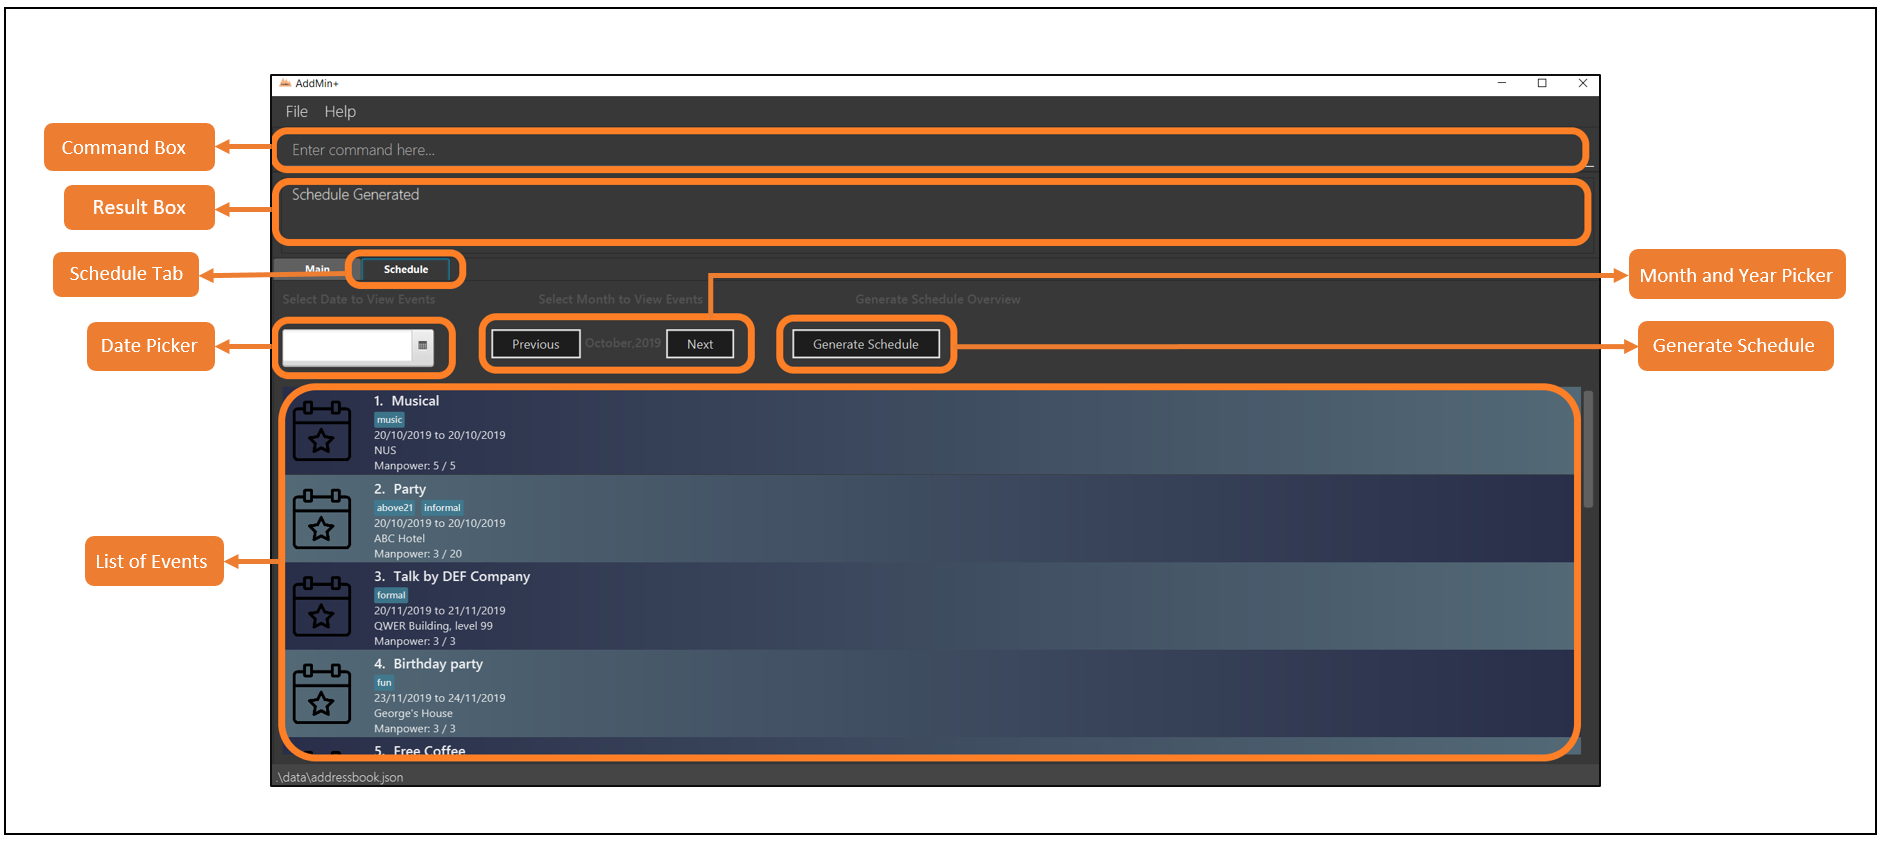 AddMin+
File Help
Command Box
Enter command here...
Result Box
Schedule Generated
Schedule Tab
Main Schedule
Month and Year Picker
Select Date to View Events Select Month to View Events Generate Schedule Overview
Date Picker
Previous October,2019 Next Generate Schedule
Generate Schedule
List of Events
1. Musical
music
20/10/2019 to 20/10/2019
NUS
Manpower: 5 / 5
2. Party
above21 informal
20/10/2019 to 20/10/2019
ABC Hotel
Manpower: 3 / 20
3. Talk by DEF Company
formal
20/11/2019 to 21/11/2019
QWER Building, level 99
Manpower: 3 / 3
4. Birthday party
fun
23/11/2019 to 24/11/2019
George's House
Manpower: 3 / 3
5. Free Coffee
.\data\addressbook.json